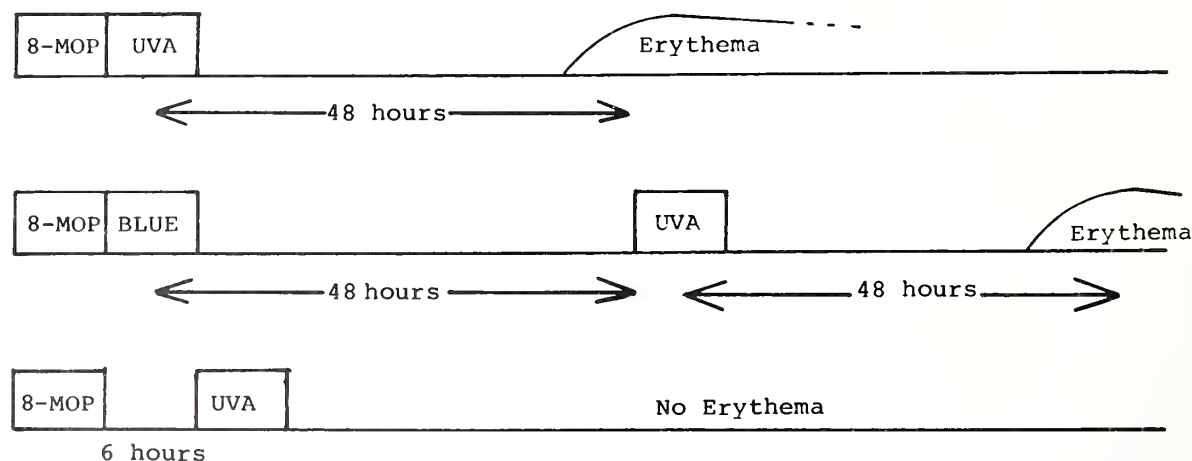 8-MOP UVA Erythema
48 hours
8-MOP BLUE UVA Erythema
48 hours 48 hours
8-MOP UVA No Erythema
6 hours